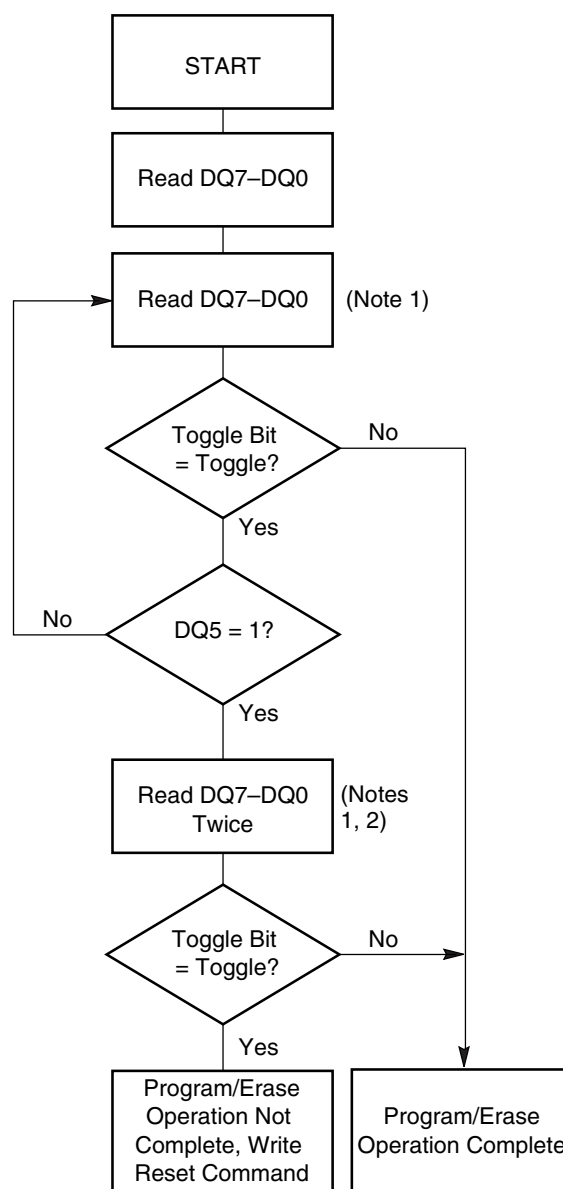 START
Read DQ7–DQ0
Read DQ7–DQ0
(Note 1)
Toggle Bit
= Toggle?
No
Yes
No
DQ5 = 1?
Yes
Read DQ7–DQ0
Twice
(Notes
1, 2)
Toggle Bit
= Toggle?
No
Yes
Program/Erase
Operation Not
Complete, Write
Reset Command
Program/Erase
Operation Complete